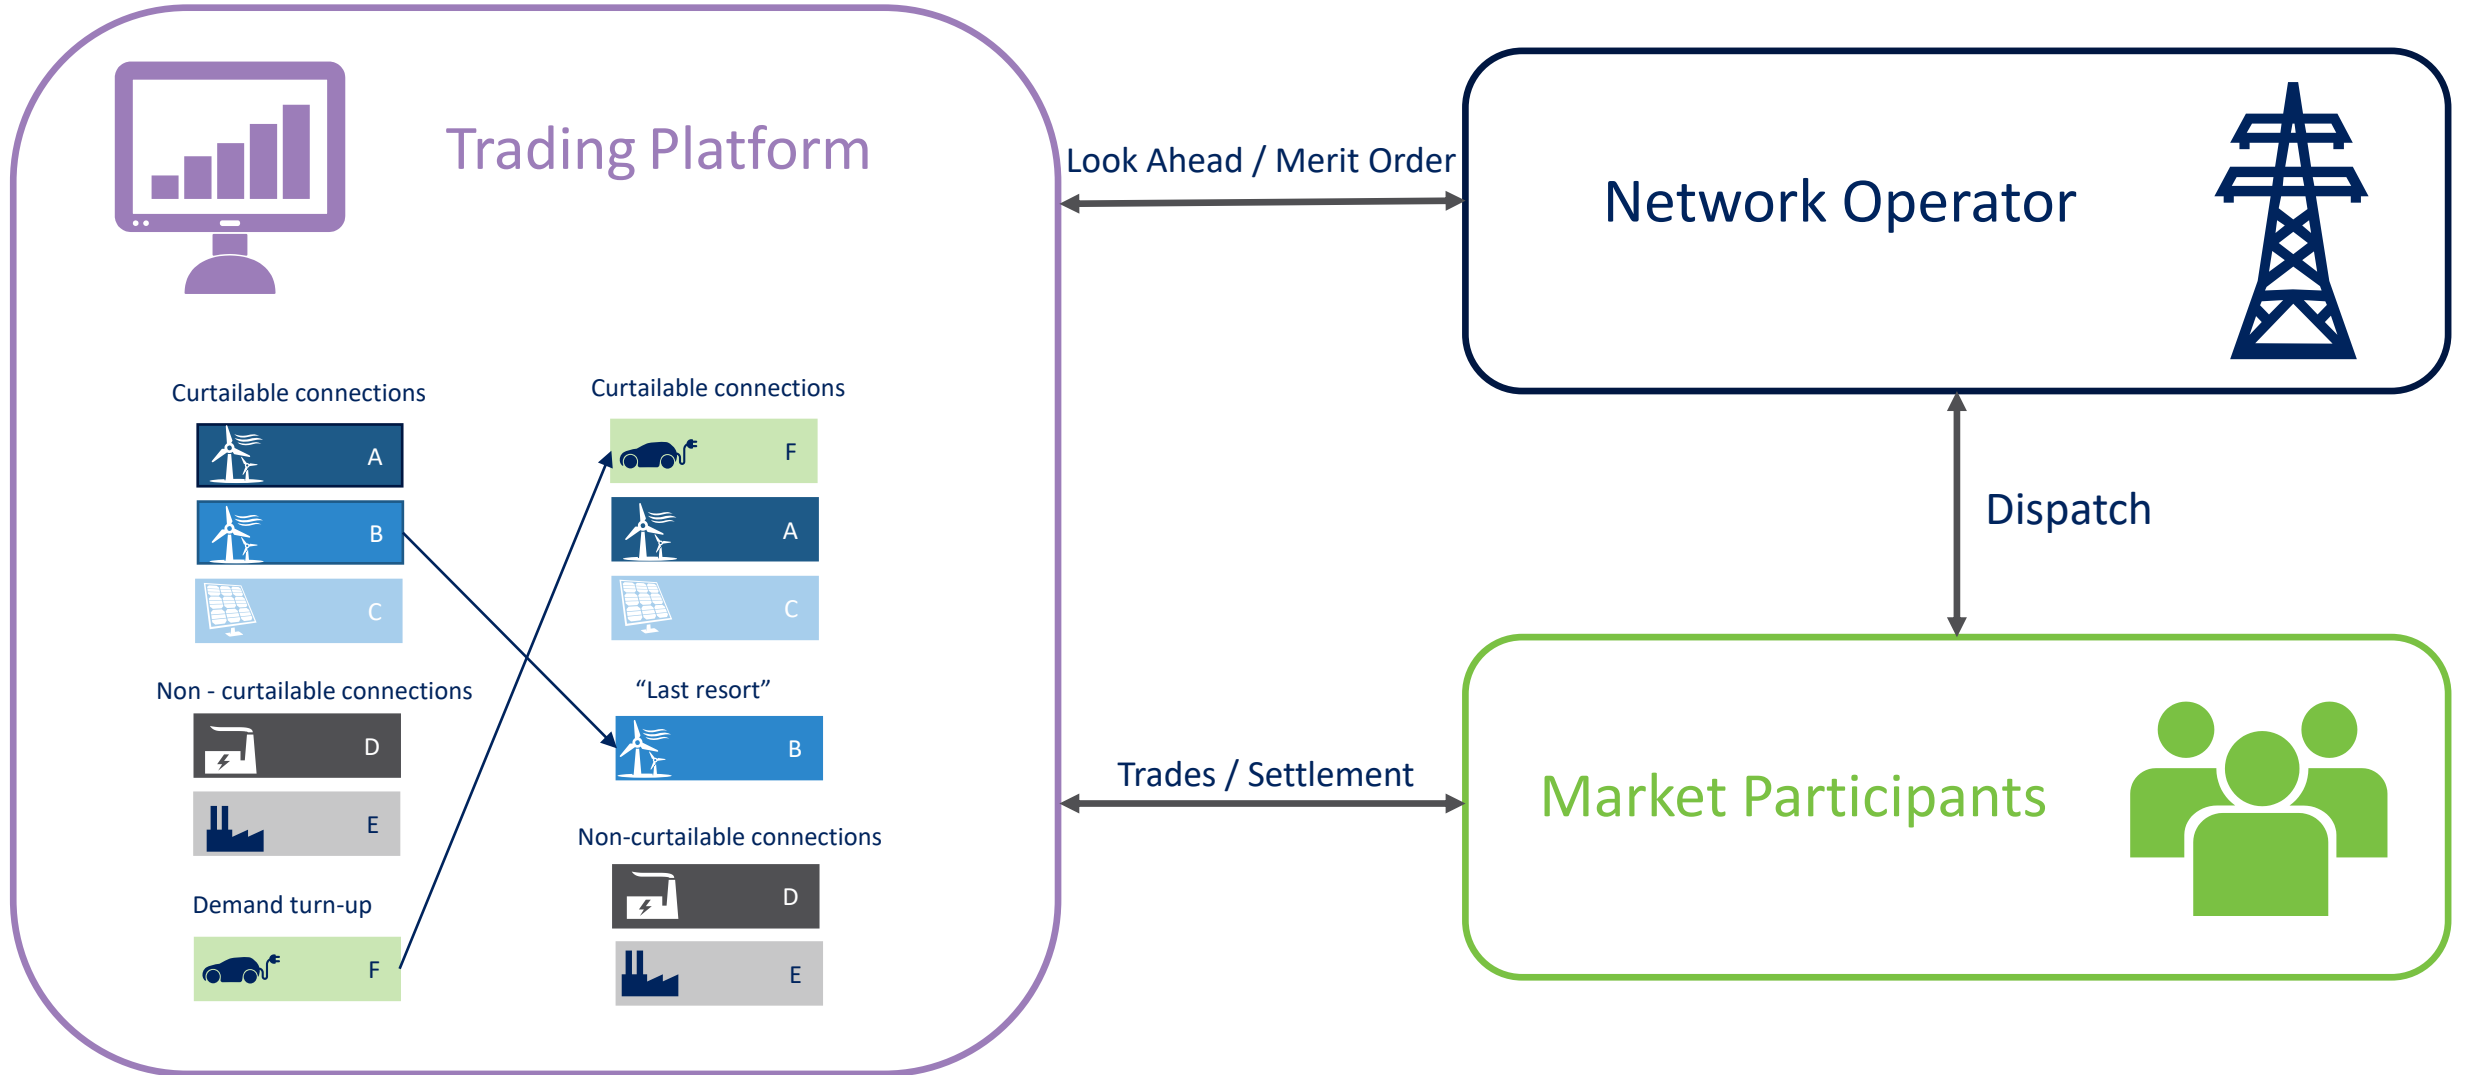 Trading Platform
Curtailable connections
A
B
C
Non - curtailable connections
D
E
Demand turn-up
F
Curtailable connections
F
A
C
“Last resort”
B
Non-curtailable connections
D
E
Look Ahead / Merit Order
Network Operator
Dispatch
Trades / Settlement
Market Participants